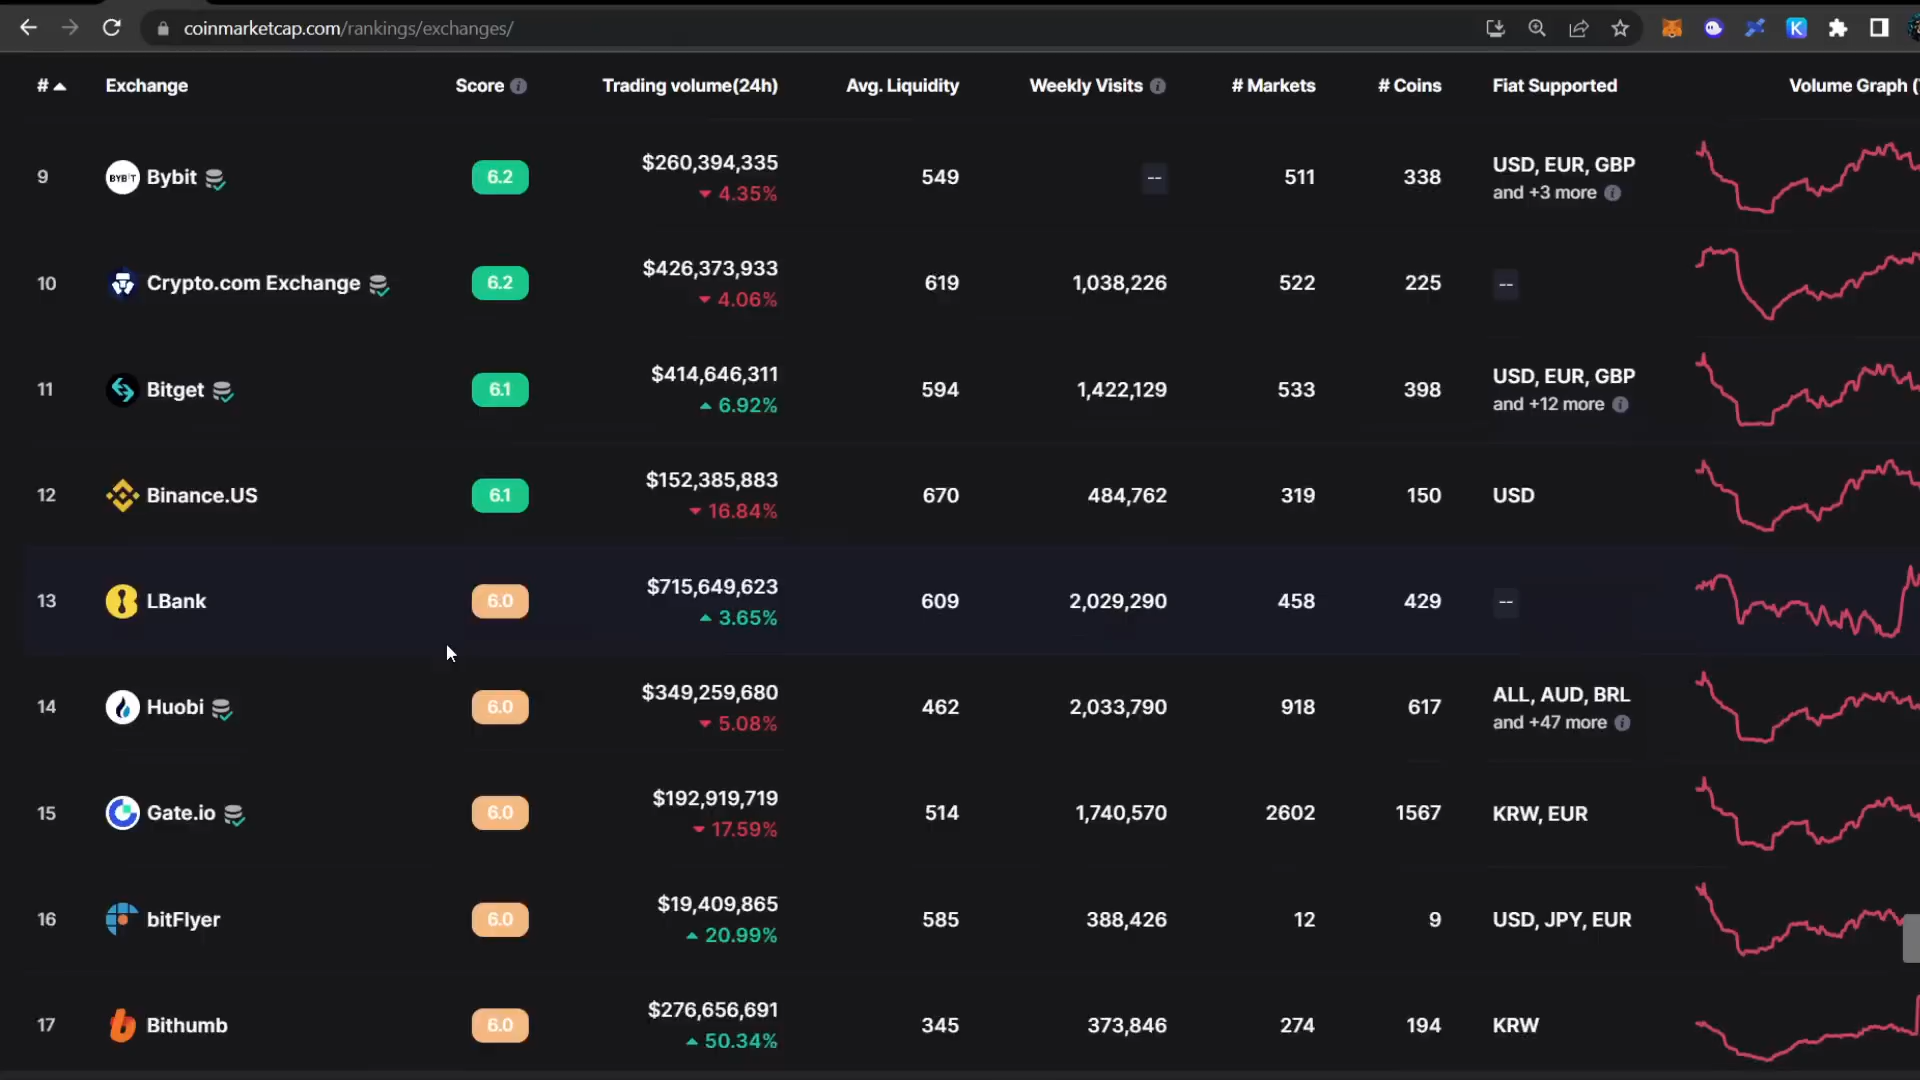 coinmarketcap.com/rankings/exchanges/
K
# Exchange Score Trading volume(24h) Avg. Liquidity Weekly Visits # Markets # Coins Fiat Supported Volume Graph (
9 BYBIT Bybit 6.2 $260,394,335 549 -- 511 338 USD, EUR, GBP
4.35% and +3 more
10 Crypto.com Exchange 6.2 $426,373,933 619 1,038,226 522 225 --
4.06%
11 Bitget 6.1 $414,646,311 594 1,422,129 533 398 USD, EUR, GBP
6.92% and +12 more
12 Binance.US 6.1 $152,385,883 670 484,762 319 150 USD
16.84%
13 LBank 6.0 $715,649,623 609 2,029,290 458 429 --
3.65%
14 Huobi 6.0 $349,259,680 462 2,033,790 918 617 ALL, AUD, BRL
5.08% and +47 more
15 Gate.io 6.0 $192,919,719 514 1,740,570 2602 1567 KRW, EUR
17.59%
16 bitFlyer 6.0 $19,409,865 585 388,426 12 9 USD, JPY, EUR
20.99%
17 Bithumb 6.0 $276,656,691 345 373,846 274 194 KRW
50.34%